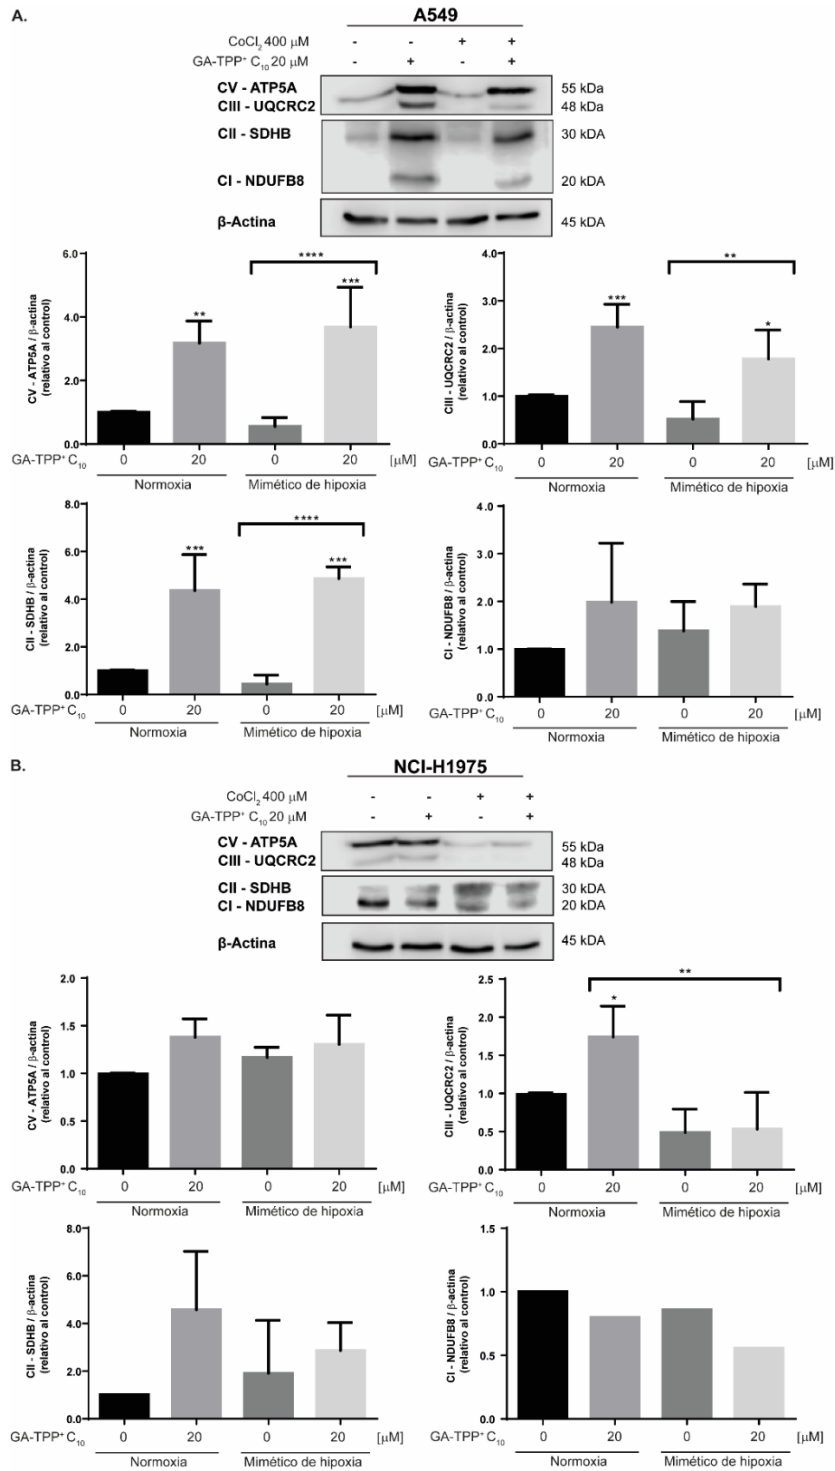 A.
A549
CoCl2 400 µM - - + +
GA-TPP+ C10 20 µM - + - +
CV - ATP5A 55 kDa
CIII - UQCRC2 48 kDa
CII - SDHB 30 kDA
CI - NDUFB8 20 kDA
β-Actina 45 kDA
CV - ATP5A / β-actina
(relativo al control)
6.0
4.0
2.0
0.0
**
****
***
GA-TPP+ C10 0 20 0 20 [µM]
Normoxia Mimético de hipoxia
CIII - UQCRC2 / β-actina
(relativo al control)
4.0
3.0
2.0
1.0
0.0
***
**
*
GA-TPP+ C10 0 20 0 20 [µM]
Normoxia Mimético de hipoxia
CII - SDHB / β-actina
(relativo al control)
8.0
6.0
4.0
2.0
0.0
***
****
***
GA-TPP+ C10 0 20 0 20 [µM]
Normoxia Mimético de hipoxia
CI - NDUFB8 / β-actina
(relativo al control)
4.0
3.0
2.0
1.0
0.0
GA-TPP+ C10 0 20 0 20 [µM]
Normoxia Mimético de hipoxia
B.
NCI-H1975
CoCl2 400 µM - - + +
GA-TPP+ C10 20 µM - + - +
CV - ATP5A 55 kDa
CIII - UQCRC2 48 kDa
CII - SDHB 30 kDA
CI - NDUFB8 20 kDA
β-Actina 45 kDA
CV - ATP5A / β-actina
(relativo al control)
2.0
1.5
1.0
0.5
0.0
GA-TPP+ C10 0 20 0 20 [µM]
Normoxia Mimético de hipoxia
CIII - UQCRC2 / β-actina
(relativo al control)
2.5
2.0
1.5
1.0
0.5
0.0
*
**
GA-TPP+ C10 0 20 0 20 [µM]
Normoxia Mimético de hipoxia
CII - SDHB / β-actina
(relativo al control)
8.0
6.0
4.0
2.0
0.0
GA-TPP+ C10 0 20 0 20 [µM]
Normoxia Mimético de hipoxia
CI - NDUFB8 / β-actina
(relativo al control)
1.5
1.0
0.5
0.0
GA-TPP+ C10 0 20 0 20 [µM]
Normoxia Mimético de hipoxia